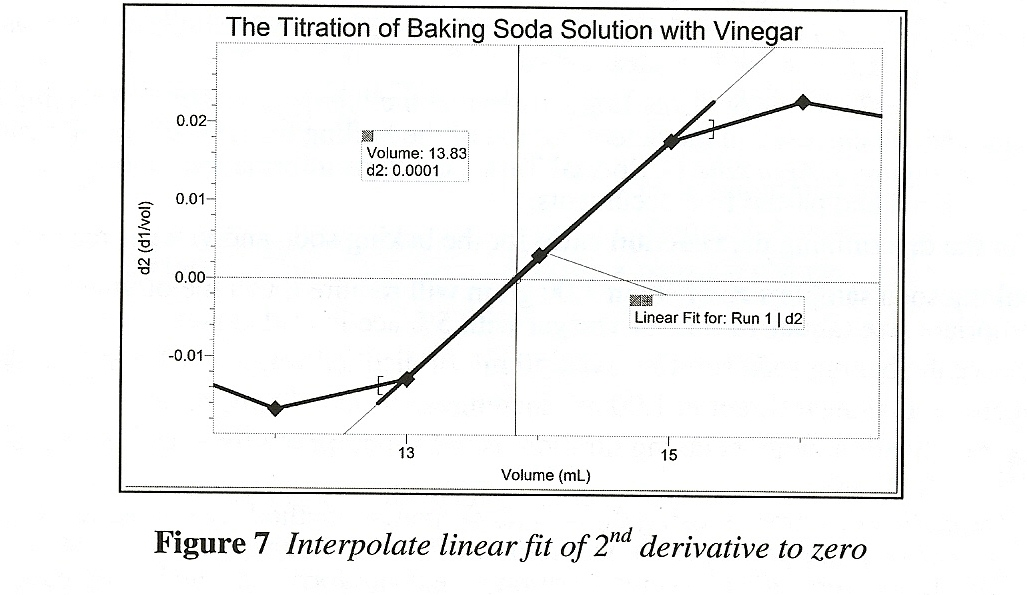 The Titration of Baking Soda Solution with Vinegar
0.02
Volume: 13.83
d2: 0.0001
0.01
d2 (d1/vol)
0.00
Linear Fit for: Run 1 | d2
-0.01
13
15
Volume (mL)
Figure 7 Interpolate linear fit of 2nd derivative to zero